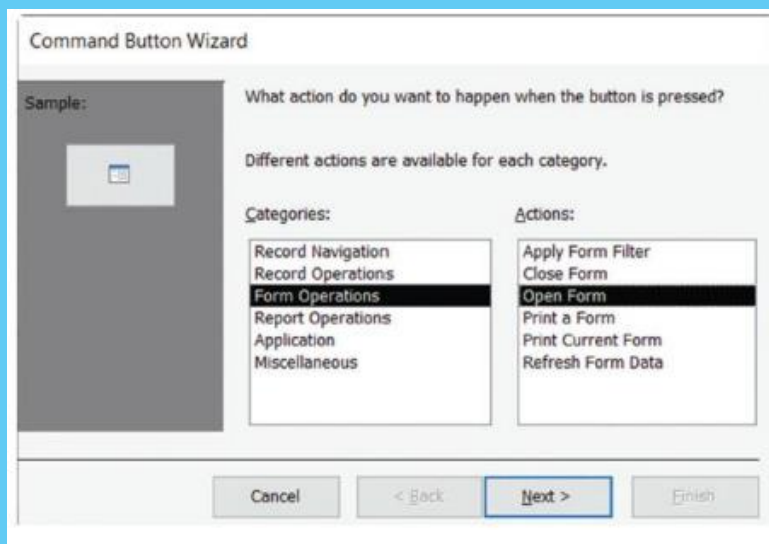 Command Button Wizard
Sample:
What action do you want to happen when the button is pressed?
Different actions are available for each category.
Categories:
Record Navigation
Record Operations
Form Operations
Report Operations
Application
Miscellaneous
Actions:
Apply Form Filter
Close Form
Open Form
Print a Form
Print Current Form
Refresh Form Data
Cancel
< Back
Next >
Finish